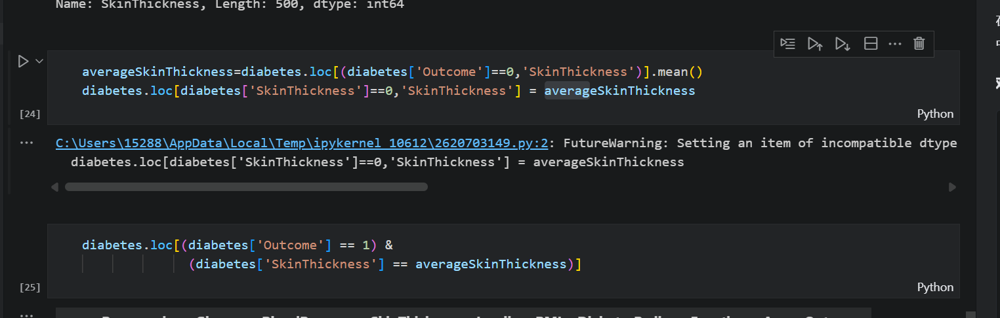 Name: SkinThickness, Length: 500, dtype: int64
averageSkinThickness=diabetes.loc[(diabetes['Outcome']==0,'SkinThickness')].mean()
diabetes.loc[diabetes['SkinThickness']==0,'SkinThickness'] = averageSkinThickness
[24]
Python
C:\Users\15288\AppData\Local\Temp\ipykernel_10612\2620703149.py:2: FutureWarning: Setting an item of incompatible dtype
diabetes.loc[diabetes['SkinThickness']==0,'SkinThickness'] = averageSkinThickness
diabetes.loc[(diabetes['Outcome'] == 1) &
(diabetes['SkinThickness'] == averageSkinThickness)]
[25]
Python